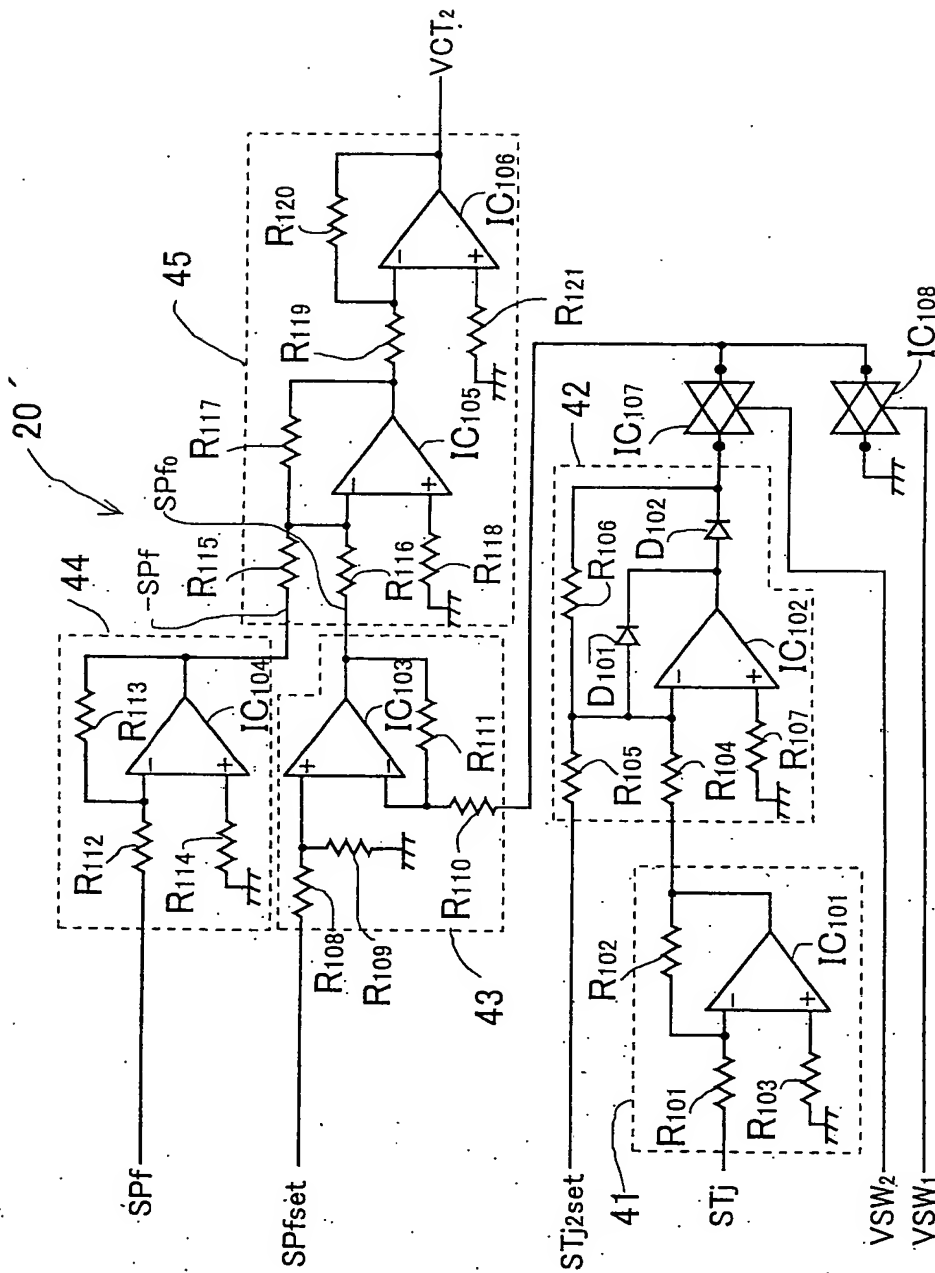 20´
44
R112
R113
R114
IC104
-SPf
SPf0
45
R115
R116
R117
R118
IC105
R119
R120
R121
IC106
VCT2
SPf
SPfset
R108
R109
R110
R111
IC103
43
STj2set
42
R105
R106
D101
D102
R104
R107
IC102
IC107
IC108
41
R101
R102
R103
IC101
STj
VSW2
VSW1
+
-
+
-
+
-
+
-
+
-
+
-